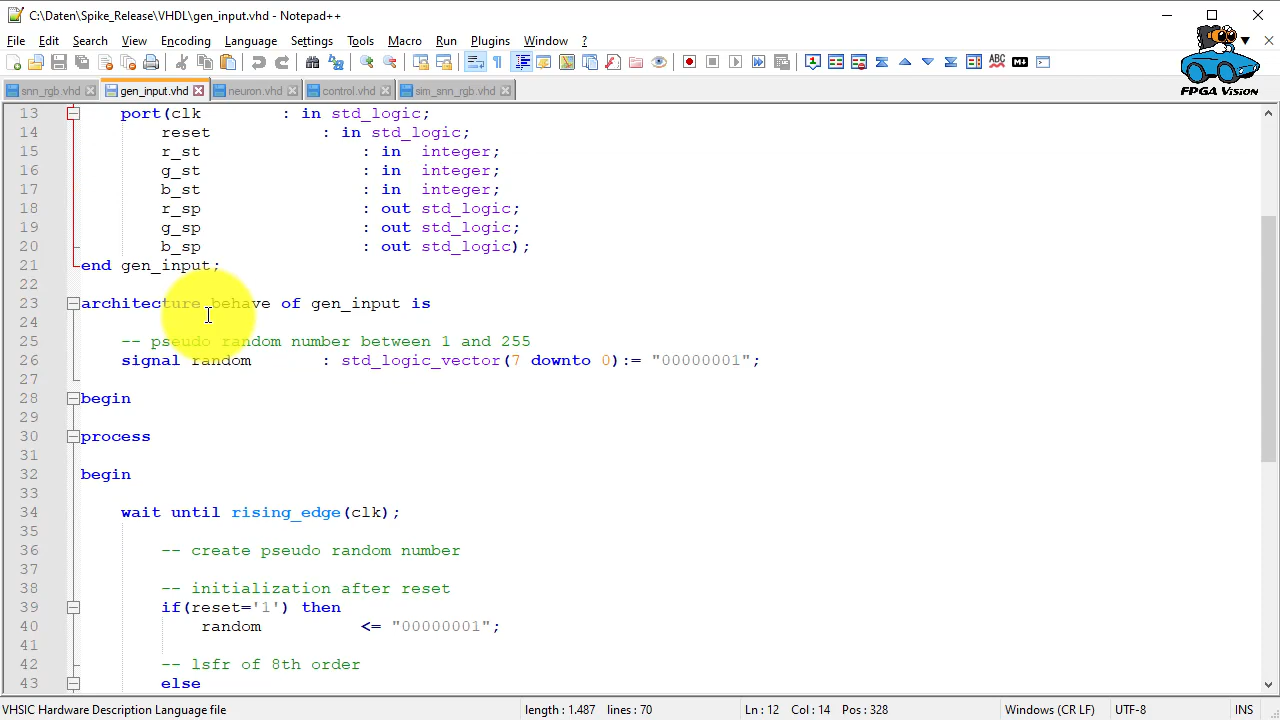 C:\Daten\Spike_Release\VHDL\gen_input.vhd - Notepad++
File Edit Search View Encoding Language Settings Tools Macro Run Plugins Window ?
FPGA Vision
snn_rgb.vhd gen_input.vhd neuron.vhd control.vhd sim_snn_rgb.vhd
13 port(clk : in std_logic;
14 reset : in std_logic;
15 r_st : in integer;
16 g_st : in integer;
17 b_st : in integer;
18 r_sp : out std_logic;
19 g_sp : out std_logic;
20 b_sp : out std_logic);
21 end gen_input;
22
23 architecture behave of gen_input is
24
25 -- pseudo random number between 1 and 255
26 signal random : std_logic_vector(7 downto 0):= "00000001";
27
28 begin
29
30 process
31
32 begin
33
34 wait until rising_edge(clk);
35
36 -- create pseudo random number
37
38 -- initialization after reset
39 if(reset='1') then
40 random <= "00000001";
41
42 -- lsfr of 8th order
43 else
VHSIC Hardware Description Language file length : 1.487 lines : 70 Ln : 12 Col : 14 Pos : 328 Windows (CR LF) UTF-8 INS